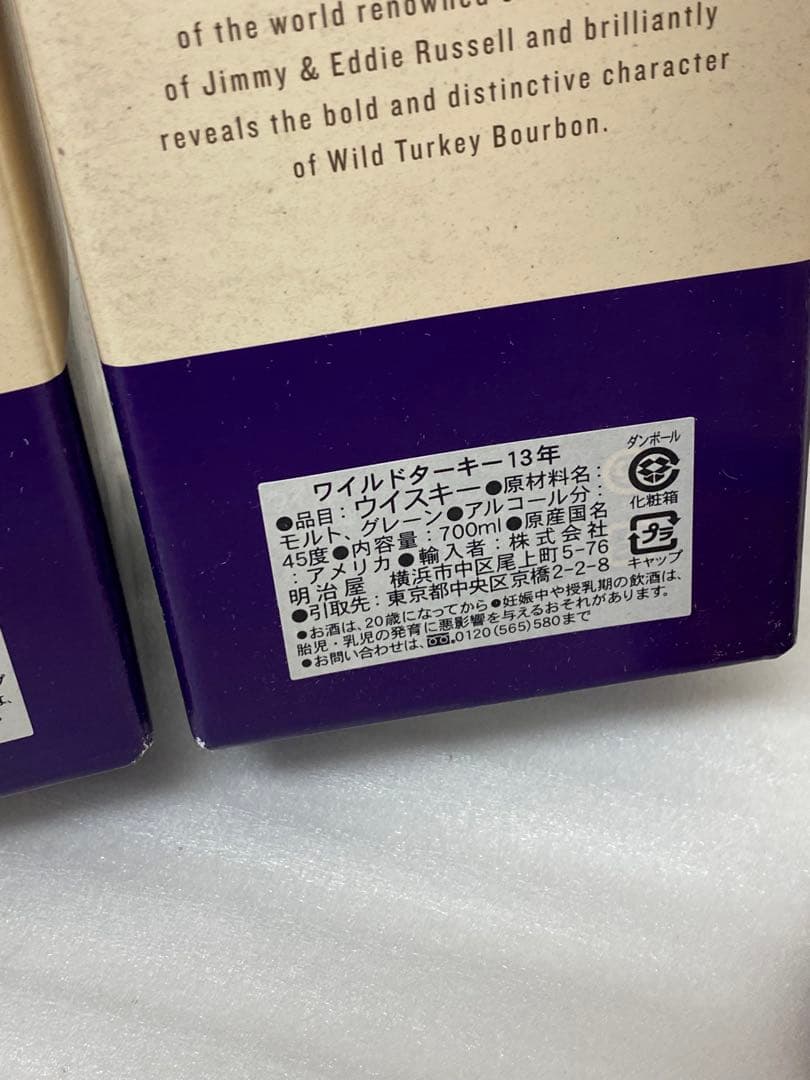 of the world renowned
of Jimmy & Eddie Russell and brilliantly
reveals the bold and distinctive character
of Wild Turkey Bourbon.
ワイルドターキー13年
●品目：ウイスキー●原材料名：
モルト、グレーン●アルコール分：
45度●内容量：700ml●原産国名
：アメリカ●輸入者：株式会社
明治屋 横浜市中区尾上町5-76
●引取先：東京都中央区京橋2-2-8
●お酒は、20歳になってから●妊娠中や授乳期の飲酒は、
胎児・乳児の発育に悪影響を与えるおそれがあります。
●お問い合わせは、0120(565)580まで
ダンボール
化粧箱
プラ
キャップ